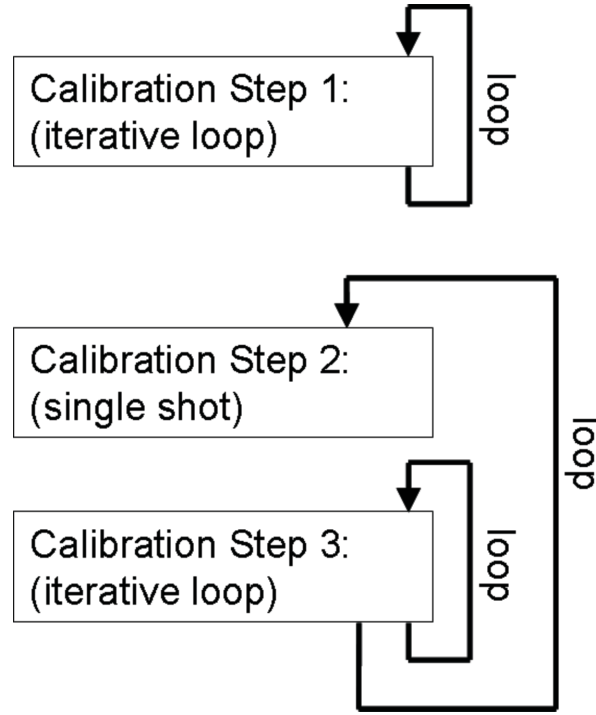 Calibration Step 1:
(iterative loop)
loop
Calibration Step 2:
(single shot)
loop
Calibration Step 3:
(iterative loop)
loop